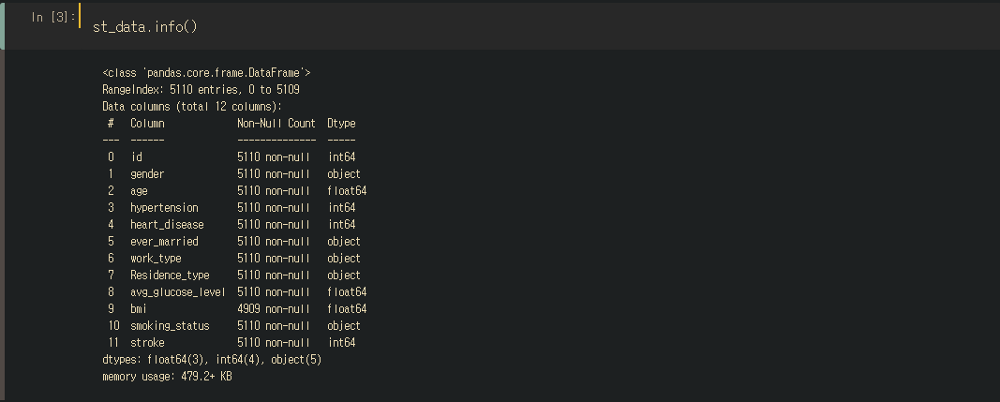 In [3]:
st_data.info()
<class 'pandas.core.frame.DataFrame'>
RangeIndex: 5110 entries, 0 to 5109
Data columns (total 12 columns):
 #   Column             Non-Null Count  Dtype
---  ------             --------------  -----
 0   id                 5110 non-null   int64
 1   gender             5110 non-null   object
 2   age                5110 non-null   float64
 3   hypertension       5110 non-null   int64
 4   heart_disease      5110 non-null   int64
 5   ever_married       5110 non-null   object
 6   work_type          5110 non-null   object
 7   Residence_type     5110 non-null   object
 8   avg_glucose_level  5110 non-null   float64
 9   bmi                4909 non-null   float64
 10  smoking_status     5110 non-null   object
 11  stroke             5110 non-null   int64
dtypes: float64(3), int64(4), object(5)
memory usage: 479.2+ KB